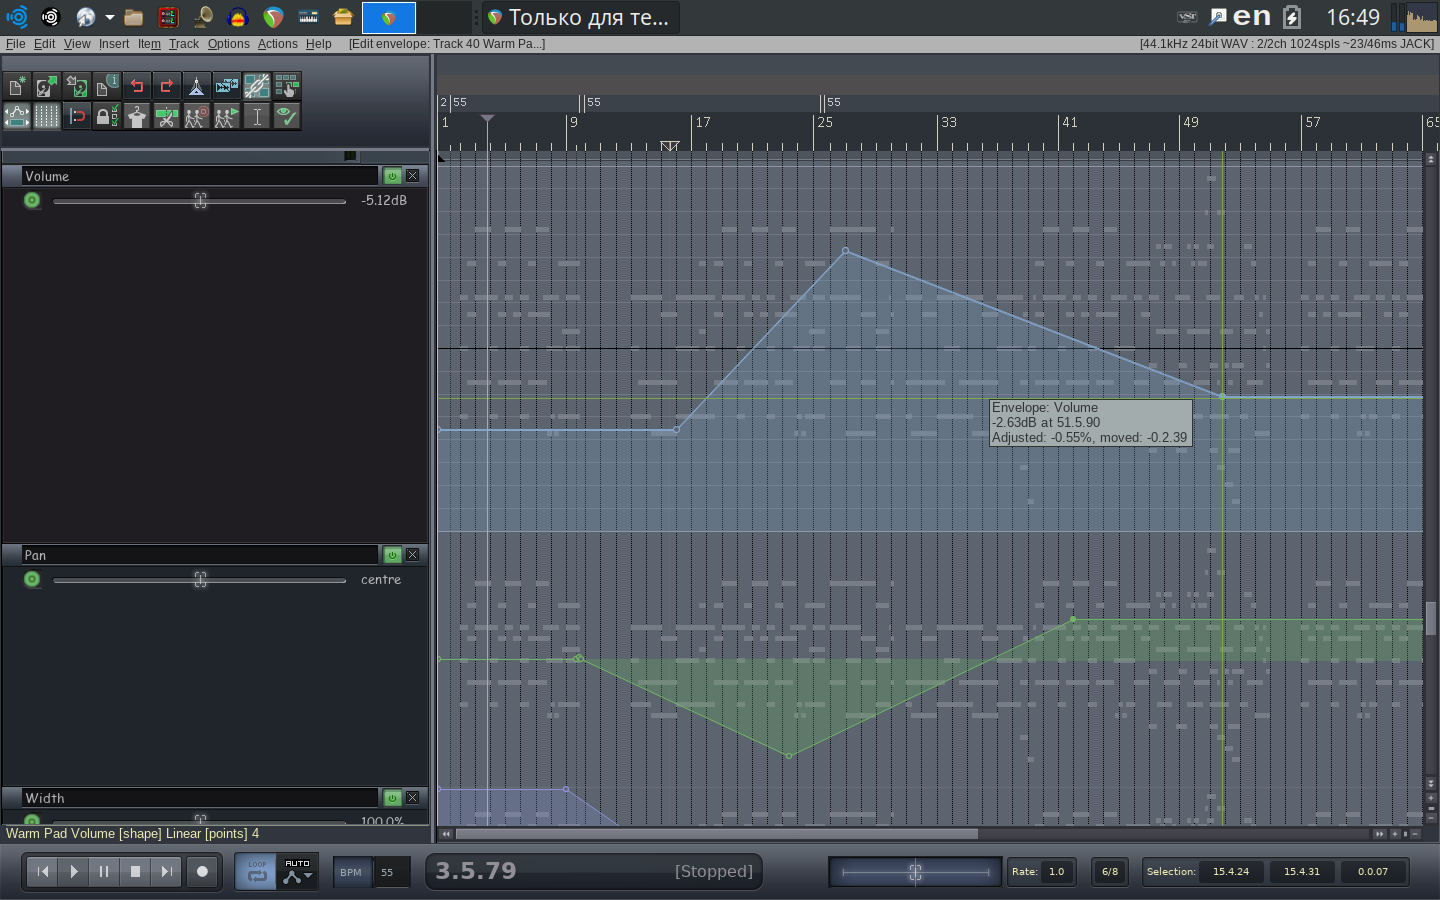 Только для те...
en
16:49
File Edit View Insert Item Track Options Actions Help [Edit envelope: Track 40 Warm Pa...]
[44.1kHz 24bit WAV : 2/2ch 1024spls ~23/46ms JACK]
2 55 55 55
1 9 17 25 33 41 49 57 65
Volume
-5.12dB
Envelope: Volume
-2.63dB at 51.5.90
Adjusted: -0.55%, moved: -0.2.39
Pan
centre
Width
100.0%
Warm Pad Volume [shape] Linear [points] 4
LOOP
AUTO
BPM 55
3.5.79 [Stopped]
Rate: 1.0
6/8
Selection: 15.4.24 15.4.31 0.0.07